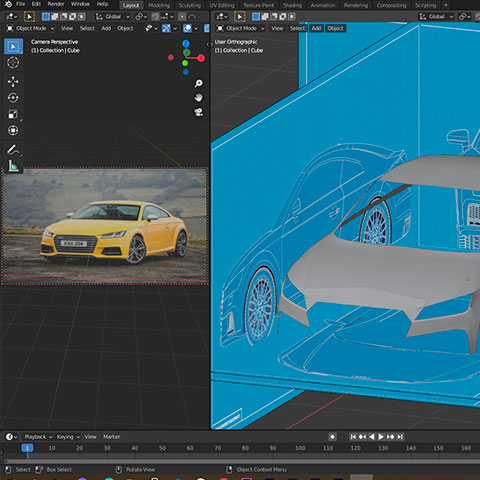 File Edit Render Window Help Layout Modeling Sculpting UV Editing Texture Paint Shading Animation Rendering Compositing Scripting
Global
Global
Object Mode View Select Add Object
Object Mode View Select Add Object
Camera Perspective
(1) Collection | Cube
User Orthographic
(1) Collection | Cube
Playback Keying View Marker
1 10 20 30 40 50 60 70 80 90 100 110 120 130 140 150 160
Select Box Select Rotate View Object Context Menu